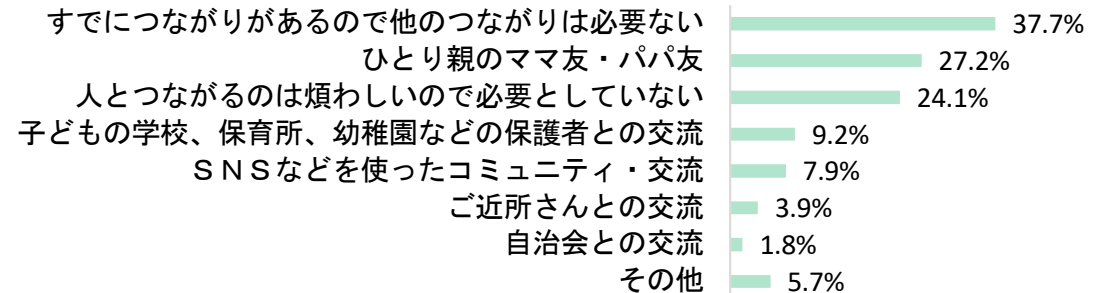 すでにつながりがあるので他のつながりは必要ない 37.7%
ひとり親のママ友・パパ友 27.2%
人とつながるのは煩わしいので必要としていない 24.1%
子どもの学校、保育所、幼稚園などの保護者との交流 9.2%
ＳＮＳなどを使ったコミュニティ・交流 7.9%
ご近所さんとの交流 3.9%
自治会との交流 1.8%
その他 5.7%